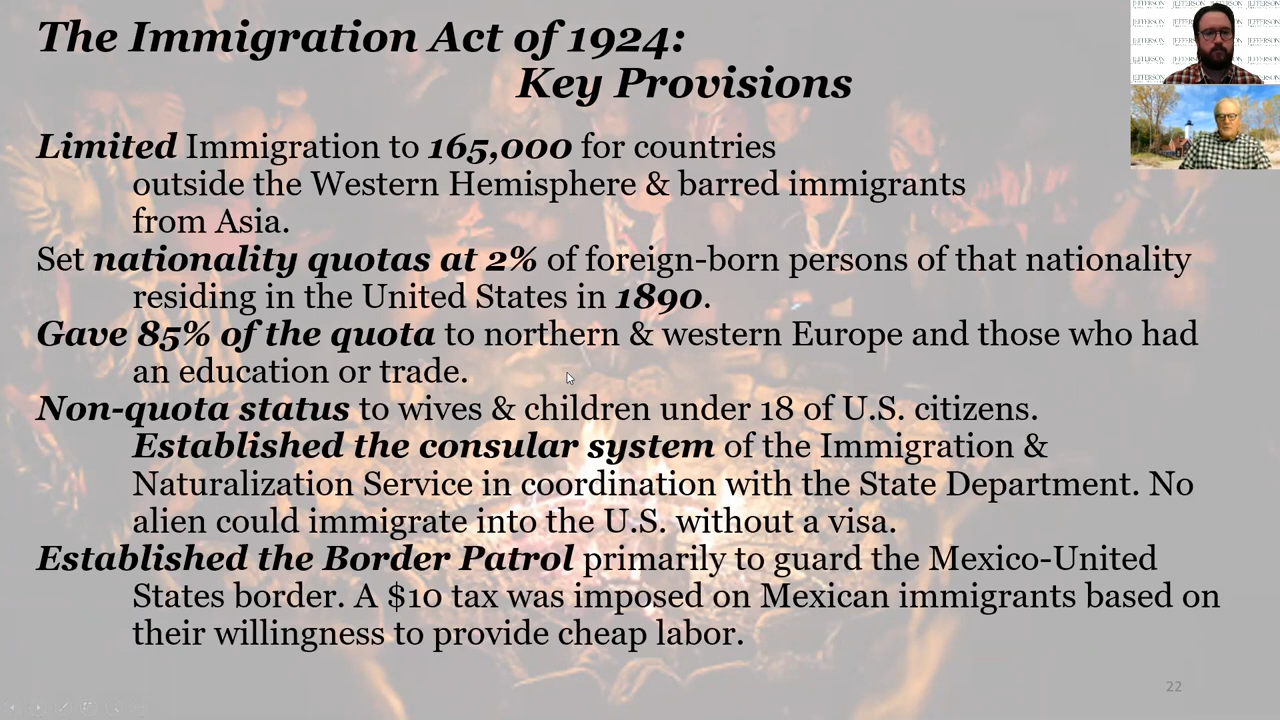 The Immigration Act of 1924:
Key Provisions
Limited Immigration to 165,000 for countries
outside the Western Hemisphere & barred immigrants
from Asia.
Set nationality quotas at 2% of foreign-born persons of that nationality
residing in the United States in 1890.
Gave 85% of the quota to northern & western Europe and those who had
an education or trade.
Non-quota status to wives & children under 18 of U.S. citizens.
Established the consular system of the Immigration &
Naturalization Service in coordination with the State Department. No
alien could immigrate into the U.S. without a visa.
Established the Border Patrol primarily to guard the Mexico-United
States border. A $10 tax was imposed on Mexican immigrants based on
their willingness to provide cheap labor.
22